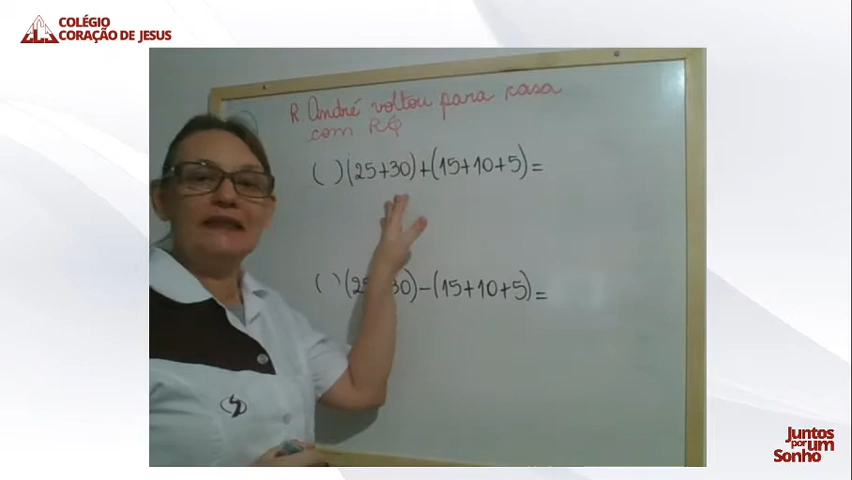 COLÉGIO
CORAÇÃO DE JESUS
R. André voltou para casa
com R$
( ) (25+30)+(15+10+5)=
( ) (25+30)-(15+10+5)=
Juntos
por um
Sonho